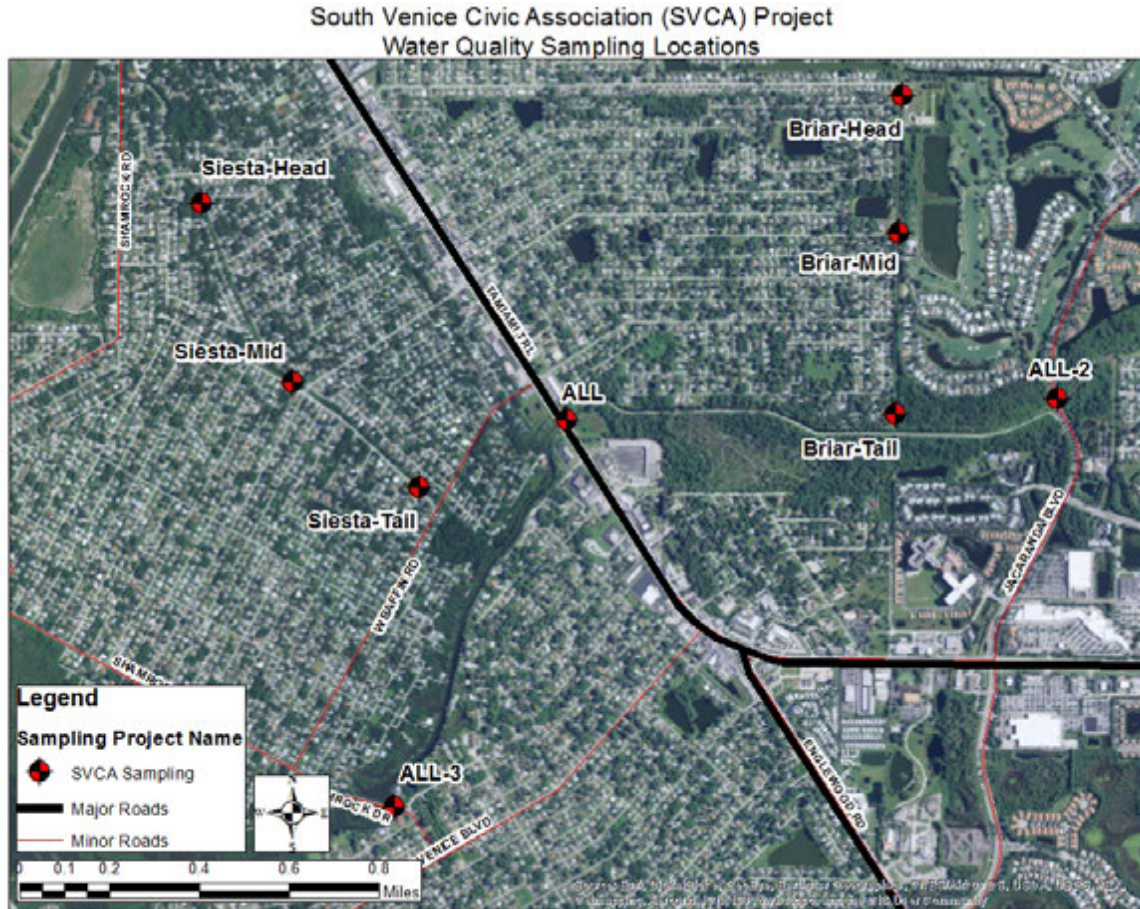 South Venice Civic Association (SVCA) Project
Water Quality Sampling Locations
Briar-Head
Siesta-Head
SHAMROCK RD
Briar-Mid
TAMIAMI TRL
Siesta-Mid
ALL
ALL-2
Briar-Tail
Siesta-Tail
JACARANDA BLVD
W BAFFIN RD
SHAMROCK
Legend
Sampling Project Name
SVCA Sampling
Major Roads
Minor Roads
W
E
ALL-3
MROCK DR
VENICE BLVD
ENGLEWOOD RD
0 0.1 0.2 0.4 0.6 0.8
Miles